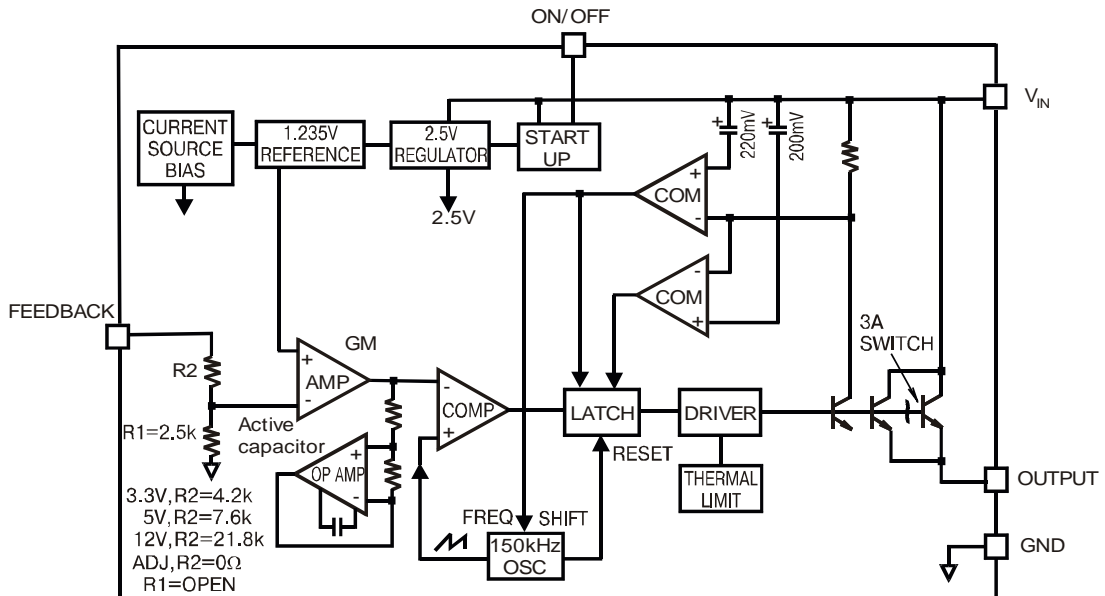 ON/OFF
V_IN
CURRENT
SOURCE
BIAS
1.235V
REFERENCE
2.5V
REGULATOR
START
UP
+
220mV
+
200mV
2.5V
+
COM
-
-
COM
+
FEEDBACK
R2
R1=2.5k
GM
+
AMP
-
Active
capacitor
-
COMP
+
+
OP AMP
-
LATCH
DRIVER
RESET
THERMAL
LIMIT
3A
SWITCH
OUTPUT
GND
FREQ SHIFT
150kHz
OSC
3.3V,R2=4.2k
5V,R2=7.6k
12V,R2=21.8k
ADJ,R2=0Ω
R1=OPEN